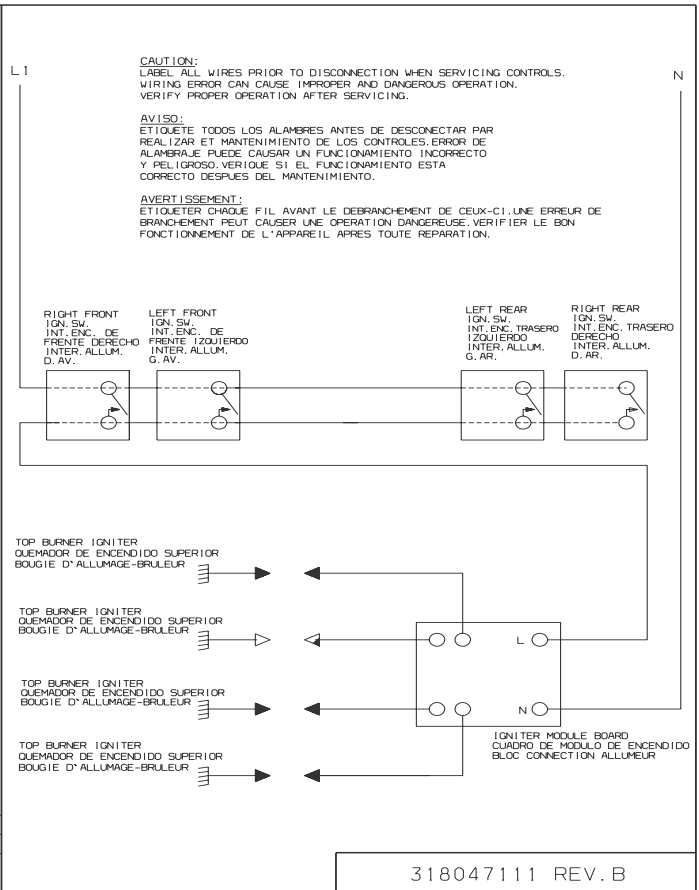 L1
N
CAUTION:
LABEL ALL WIRES PRIOR TO DISCONNECTION WHEN SERVICING CONTROLS.
WIRING ERROR CAN CAUSE IMPROPER AND DANGEROUS OPERATION.
VERIFY PROPER OPERATION AFTER SERVICING.
AVISO:
ETIQUETE TODOS LOS ALAMBRES ANTES DE DESCONECTAR PAR
REALIZAR ET MANTENIMIENTO DE LOS CONTROLES.ERROR DE
ALAMBRAJE PUEDE CAUSAR UN FUNCIONAMIENTO INCORRECTO
Y PELIGROSO.VERIQUE SI EL FUNCIONAMIENTO ESTA
CORRECTO DESPUES DEL MANTENIMIENTO.
AVERTISSEMENT:
ETIQUETER CHAQUE FIL AVANT LE DEBRANCHEMENT DE CEUX-CI.UNE ERREUR DE
BRANCHEMENT PEUT CAUSER UNE OPERATION DANGEREUSE.VERIFIER LE BON
FONCTIONNEMENT DE L'APPAREIL APRES TOUTE REPARATION.
RIGHT FRONT
IGN.SW.
INT.ENC. DE
FRENTE DERECHO
INTER.ALLUM.
D.AV.
LEFT FRONT
IGN.SW.
INT.ENC. DE
FRENTE IZQUIERDO
INTER.ALLUM.
G.AV.
LEFT REAR
IGN.SW.
INT.ENC.TRASERO
IZQUIERDO
INTER.ALLUM.
G.AR.
RIGHT REAR
IGN.SW.
INT.ENC.TRASERO
DERECHO
INTER.ALLUM.
D.AR.
TOP BURNER IGNITER
QUEMADOR DE ENCENDIDO SUPERIOR
BOUGIE D`ALLUMAGE-BRULEUR
TOP BURNER IGNITER
QUEMADOR DE ENCENDIDO SUPERIOR
BOUGIE D`ALLUMAGE-BRULEUR
L
TOP BURNER IGNITER
QUEMADOR DE ENCENDIDO SUPERIOR
BOUGIE D`ALLUMAGE-BRULEUR
N
TOP BURNER IGNITER
QUEMADOR DE ENCENDIDO SUPERIOR
BOUGIE D`ALLUMAGE-BRULEUR
IGNITER MODULE BOARD
CUADRO DE MODULO DE ENCENDIDO
BLOC CONNECTION ALLUMEUR
318047111 REV.B